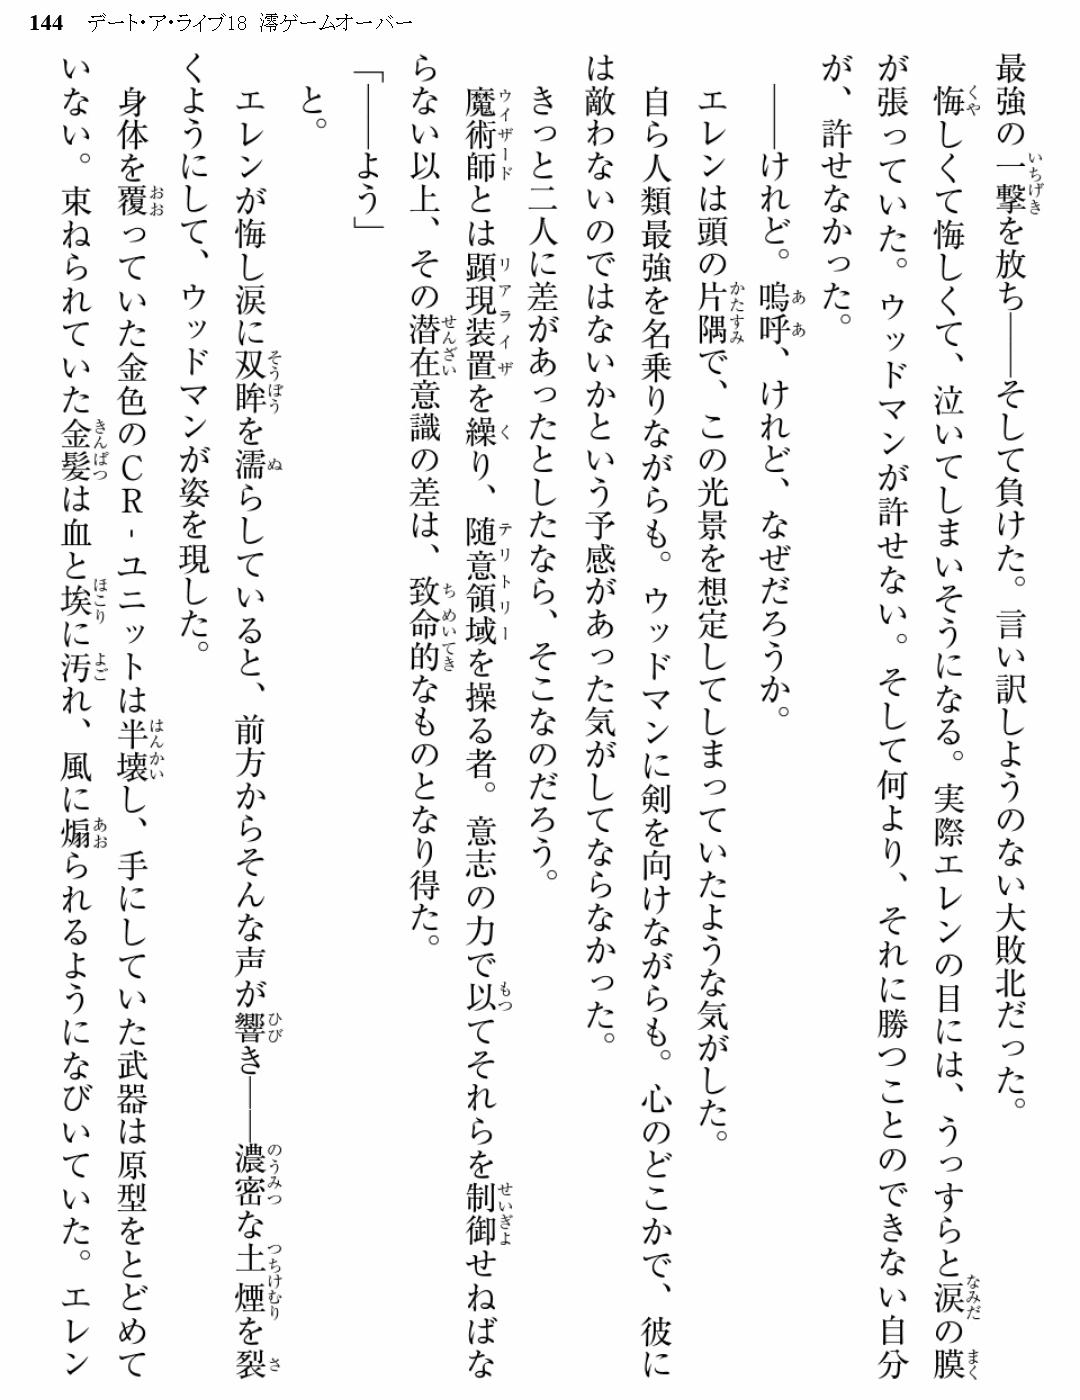 144 デート・ア・ライブ18 澪ゲームオーバー
最強の一撃を放ち――そして負けた。言い訳しようのない大敗北だった。
　悔しくて悔しくて、泣いてしまいそうになる。実際エレンの目には、うっすらと涙の膜
が張っていた。ウッドマンが許せない。そして何より、それに勝つことのできない自分
が、許せなかった。
　――けれど。嗚呼、けれど、なぜだろうか。
　エレンは頭の片隅で、この光景を想定してしまっていたような気がした。
　自ら人類最強を名乗りながらも。ウッドマンに剣を向けながらも。心のどこかで、彼に
は敵わないのではないかという予感があった気がしてならなかった。
　きっと二人に差があったとしたなら、そこなのだろう。
　魔術師とは顕現装置を繰り、随意領域を操る者。意志の力で以てそれらを制御せねばな
らない以上、その潜在意識の差は、致命的なものとなり得た。
「――よう」
　と。
　エレンが悔し涙に双眸を濡らしていると、前方からそんな声が響き――濃密な土煙を裂
くようにして、ウッドマンが姿を現した。
　身体を覆っていた金色のCR-ユニットは半壊し、手にしていた武器は原型をとどめて
いない。束ねられていた金髪は血と埃に汚れ、風に煽られるようになびいていた。エレン